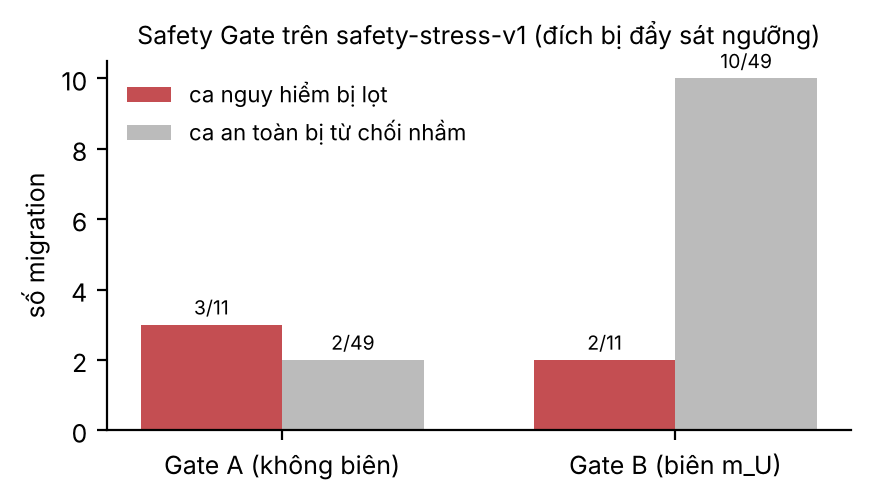 Safety Gate trên safety-stress-v1 (đích bị đẩy sát ngưỡng)
10/49
10
ca nguy hiểm bị lọt
ca an toàn bị từ chối nhầm
8
số migration
6
4
3/11
2/49
2/11
2
0
Gate A (không biên)
Gate B (biên m_U)